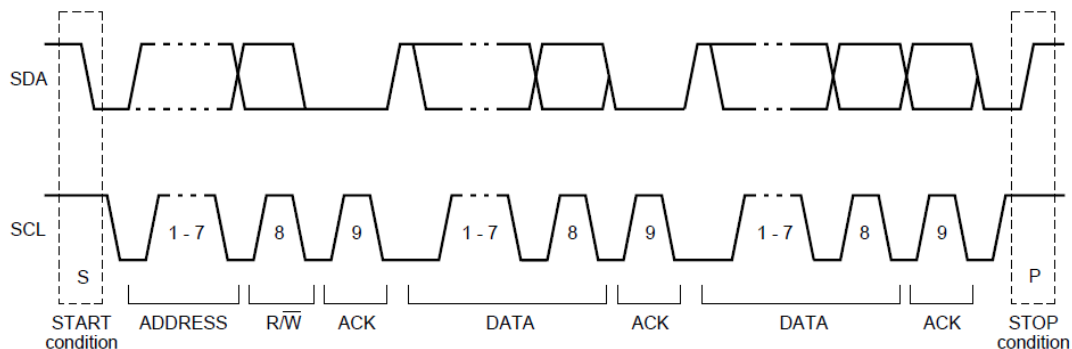 SDA
SCL
1 - 7 8 9 1 - 7 8 9 1 - 7 8 9
S P
START condition ADDRESS R/W̅ ACK DATA ACK DATA ACK STOP condition